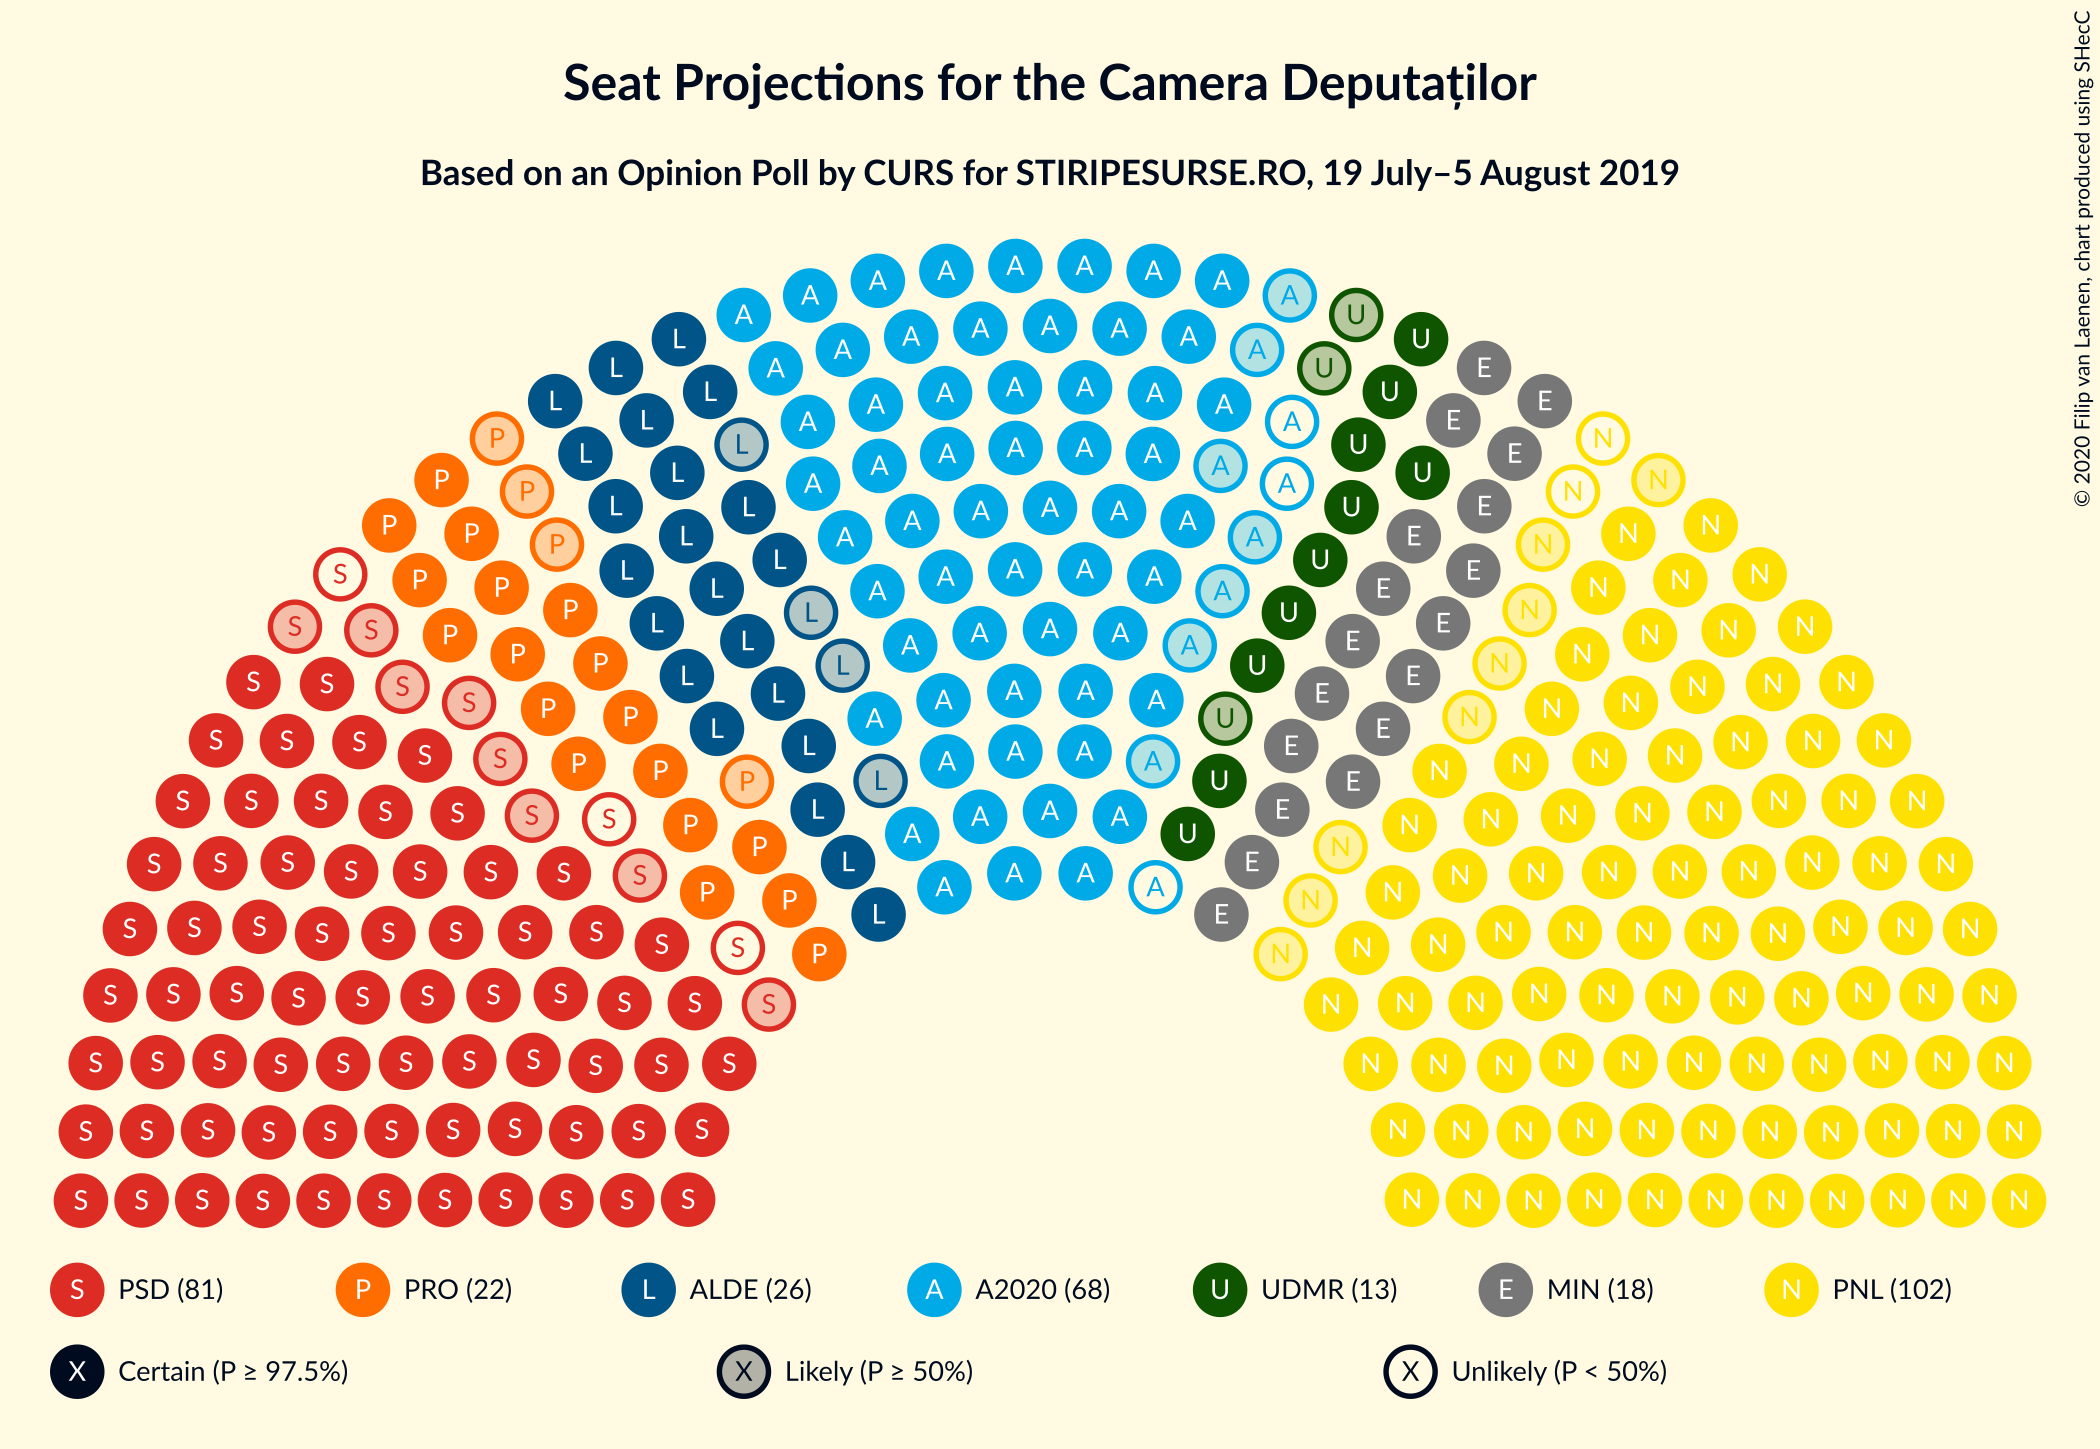 Seat Projections for the Camera Deputaților
Based on an Opinion Poll by CURS for STIRIPESURSE.RO, 19 July–5 August 2019
© 2020 Filip van Laenen, chart produced using SHecC
S PSD (81) P PRO (22) L ALDE (26) A A2020 (68) U UDMR (13) E MIN (18) N PNL (102)
X Certain (P ≥ 97.5%) X Likely (P ≥ 50%) X Unlikely (P < 50%)